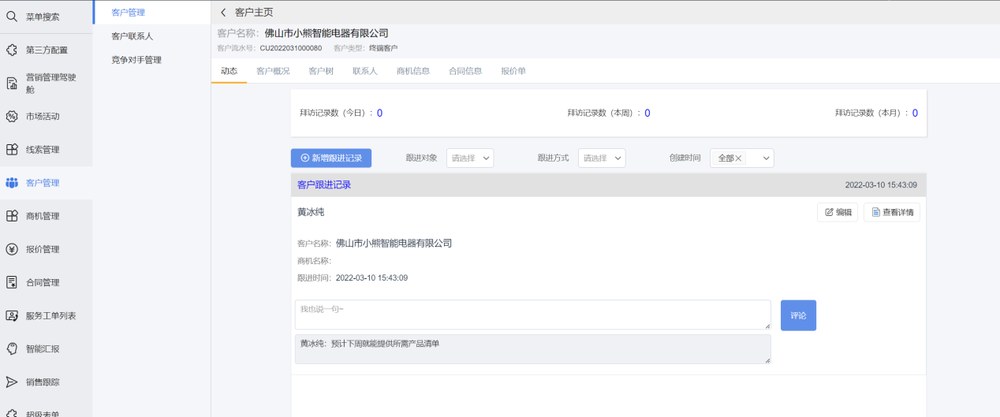 菜单搜索
第三方配置
营销管理驾驶
舱
市场活动
线索管理
客户管理
商机管理
报价管理
合同管理
服务工单列表
智能汇报
销售跟踪
超级表单
客户管理
客户联系人
竞争对手管理
客户主页
客户名称: 佛山市小熊智能电器有限公司
客户流水号: CU2022031000080 客户类型: 终端客户
动态 客户概况 客户树 联系人 商机信息 合同信息 报价单
拜访记录数（今日）: 0 拜访记录数（本周）: 0 拜访记录数（本月）: 0
新增跟进记录 跟进对象 请选择 跟进方式 请选择 创建时间 全部
客户跟进记录 2022-03-10 15:43:09
黄冰纯 编辑 查看详情
客户名称: 佛山市小熊智能电器有限公司
商机名称:
跟进时间: 2022-03-10 15:43:09
我也说一句~ 评论
黄冰纯: 预计下周就能提供所需产品清单